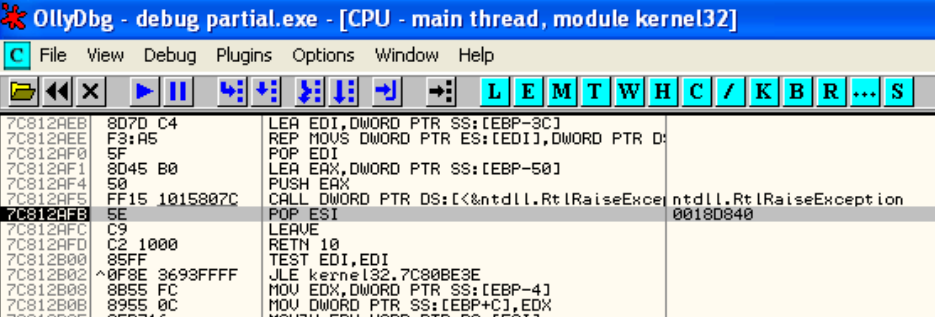 OllyDbg - debug partial.exe - [CPU - main thread, module kernel32]
C File View Debug Plugins Options Window Help
L E M T W H C / K B R ... S
7C812AEB 8D7D C4 LEA EDI,DWORD PTR SS:[EBP-3C]
7C812AEE F3:A5 REP MOVS DWORD PTR ES:[EDI],DWORD PTR D
7C812AF0 5F POP EDI
7C812AF1 8D45 B0 LEA EAX,DWORD PTR SS:[EBP-50]
7C812AF4 50 PUSH EAX
7C812AF5 FF15 1015807C CALL DWORD PTR DS:[<&ntdll.RtlRaiseExce ntdll.RtlRaiseException
7C812AFB 5E POP ESI 0018D840
7C812AFC C9 LEAVE
7C812AFD C2 1000 RETN 10
7C812B00 85FF TEST EDI,EDI
7C812B02 ^0F8E 3693FFFF JLE kernel32.7C80BE3E
7C812B08 8B55 FC MOV EDX,DWORD PTR SS:[EBP-4]
7C812B0B 8955 0C MOV DWORD PTR SS:[EBP+C],EDX